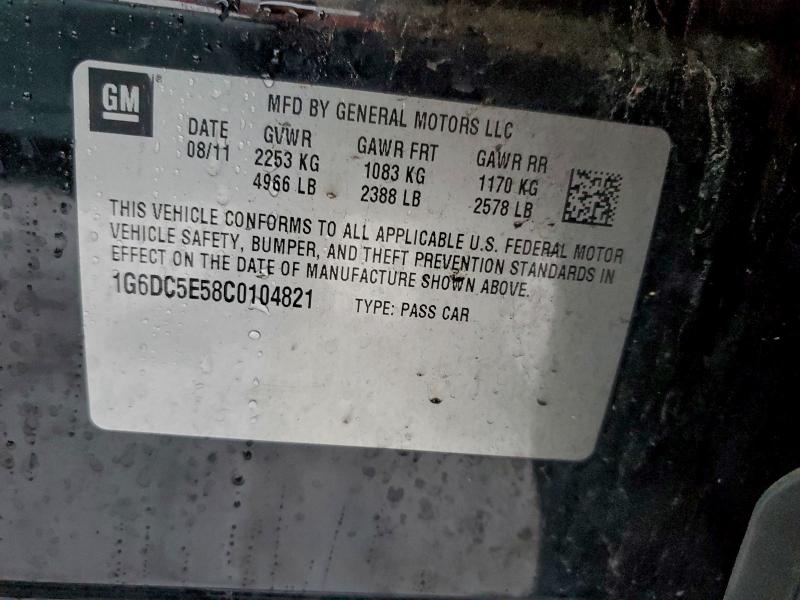 GM
MFD BY GENERAL MOTORS LLC
DATE GVWR GAWR FRT GAWR RR
08/11 2253 KG 1083 KG 1170 KG
4966 LB 2388 LB 2578 LB
THIS VEHICLE CONFORMS TO ALL APPLICABLE U.S. FEDERAL MOTOR
VEHICLE SAFETY, BUMPER, AND THEFT PREVENTION STANDARDS IN
EFFECT ON THE DATE OF MANUFACTURE SHOWN ABOVE.
1G6DC5E58C0104821 TYPE: PASS CAR